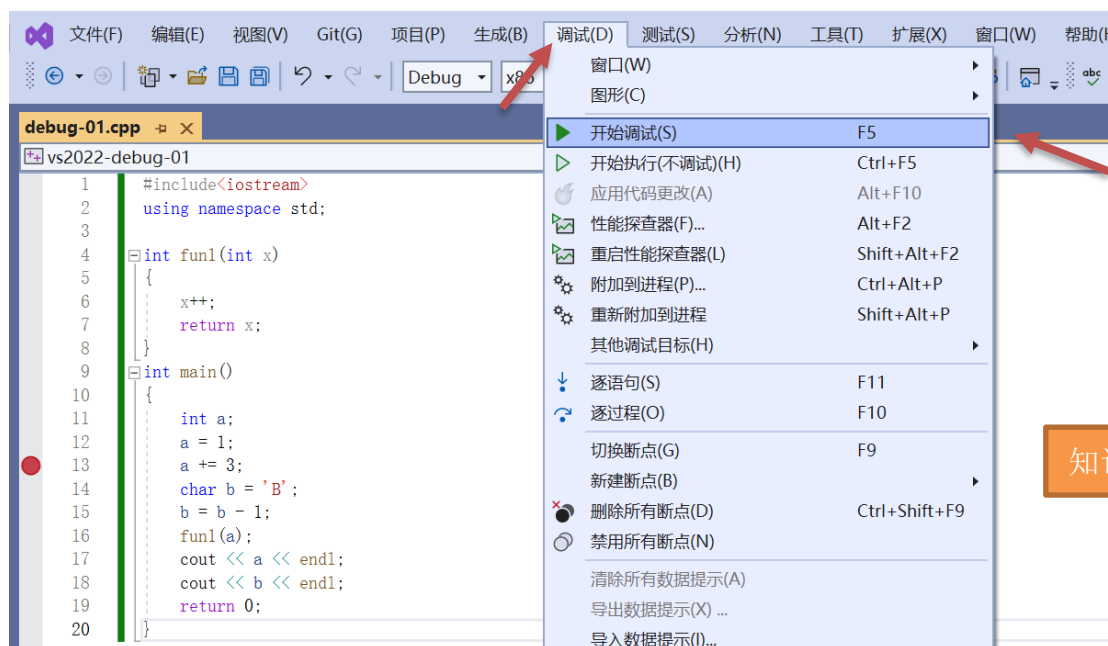 文件(F) 编辑(E) 视图(V) Git(G) 项目(P) 生成(B) 调试(D) 测试(S) 分析(N) 工具(T) 扩展(X) 窗口(W) 帮助(H
Debug
abc
debug-01.cpp
vs2022-debug-01
1 #include<iostream>
2 using namespace std;
3
4 int fun1(int x)
5 {
6 x++;
7 return x;
8 }
9 int main()
10 {
11 int a;
12 a = 1;
13 a += 3;
14 char b = 'B';
15 b = b - 1;
16 fun1(a);
17 cout << a << endl;
18 cout << b << endl;
19 return 0;
20 }
窗口(W)
图形(C)
开始调试(S) F5
开始执行(不调试)(H) Ctrl+F5
应用代码更改(A) Alt+F10
性能探查器(F)... Alt+F2
重启性能探查器(L) Shift+Alt+F2
附加到进程(P)... Ctrl+Alt+P
重新附加到进程 Shift+Alt+P
其他调试目标(H)
逐语句(S) F11
逐过程(O) F10
切换断点(G) F9
新建断点(B)
删除所有断点(D) Ctrl+Shift+F9
禁用所有断点(N)
清除所有数据提示(A)
导出数据提示(X) ...
导入数据提示(I)...
知